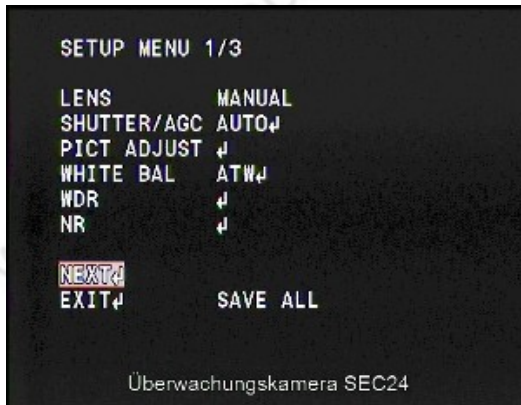 SETUP MENU 1/3
LENS MANUAL
SHUTTER/AGC AUTO↵
PICT ADJUST ↵
WHITE BAL ATW↵
WDR ↵
NR ↵
NEXT↵
EXIT↵ SAVE ALL
Überwachungskamera SEC24